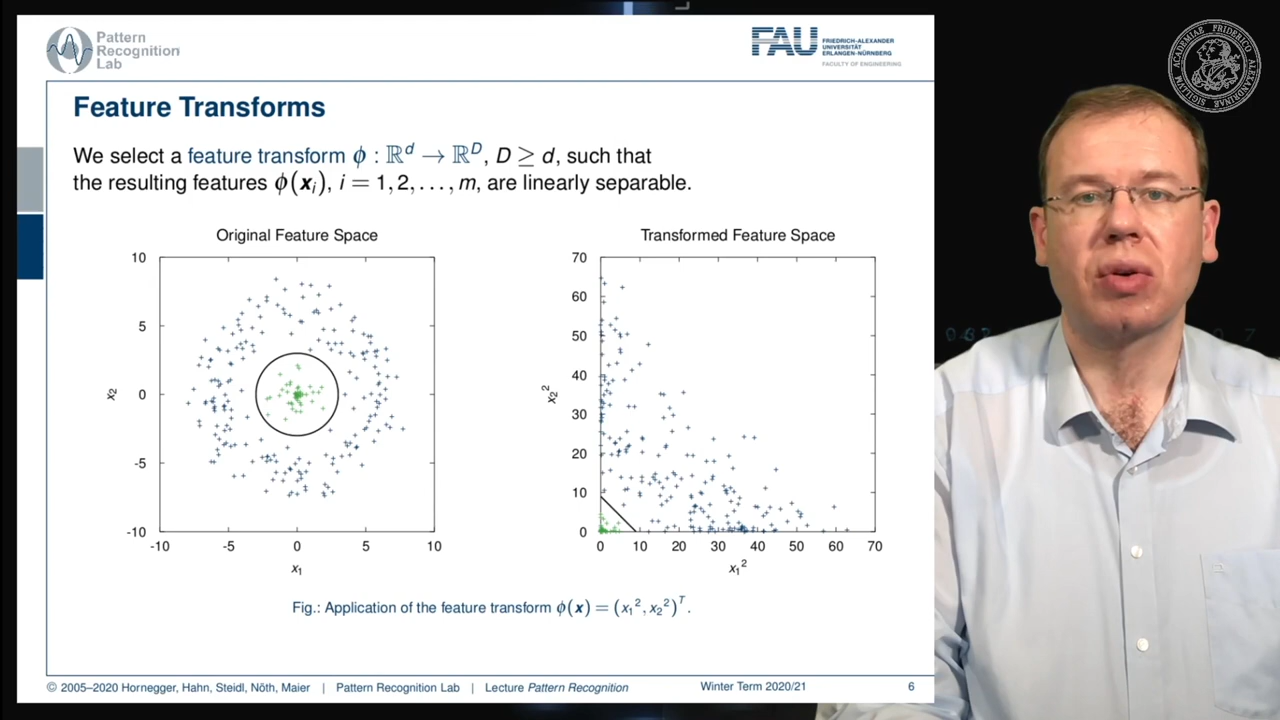 Pattern
Recognition
Lab
FAU
FRIEDRICH-ALEXANDER
UNIVERSITÄT
ERLANGEN-NÜRNBERG
FACULTY OF ENGINEERING
Feature Transforms
We select a feature transform ϕ : ℝᵈ → ℝᴰ, D ≥ d, such that
the resulting features ϕ(xᵢ), i = 1, 2, . . . , m, are linearly separable.
Original Feature Space
10
5
0
-5
-10
x₂
-10 -5 0 5 10
x₁
Transformed Feature Space
70
60
50
40
30
20
10
0
x₂²
0 10 20 30 40 50 60 70
x₁²
Fig.: Application of the feature transform ϕ(x) = (x₁², x₂²)ᵀ.
© 2005–2020 Hornegger, Hahn, Steidl, Nöth, Maier | Pattern Recognition Lab | Lecture Pattern Recognition
Winter Term 2020/21
6